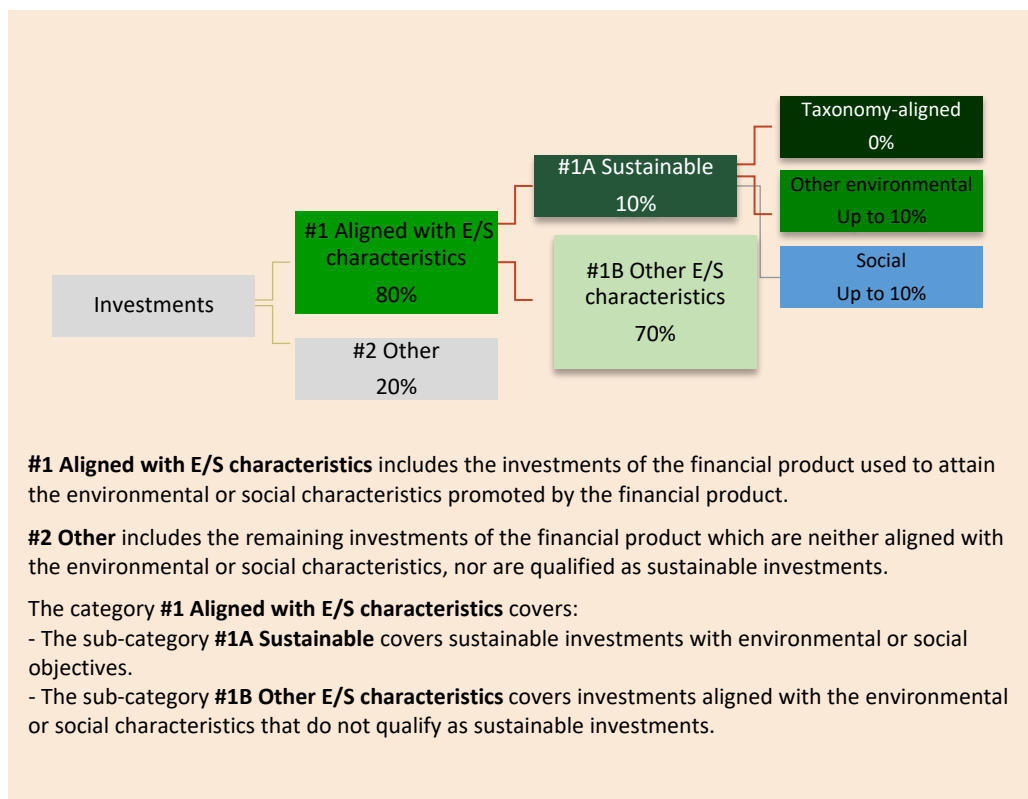 Investments
#1 Aligned with E/S
characteristics
80%
#2 Other
20%
#1A Sustainable
10%
#1B Other E/S
characteristics
70%
Taxonomy-aligned
0%
Other environmental
Up to 10%
Social
Up to 10%
#1 Aligned with E/S characteristics includes the investments of the financial product used to attain
the environmental or social characteristics promoted by the financial product.
#2 Other includes the remaining investments of the financial product which are neither aligned with
the environmental or social characteristics, nor are qualified as sustainable investments.
The category #1 Aligned with E/S characteristics covers:
- The sub-category #1A Sustainable covers sustainable investments with environmental or social
objectives.
- The sub-category #1B Other E/S characteristics covers investments aligned with the environmental
or social characteristics that do not qualify as sustainable investments.